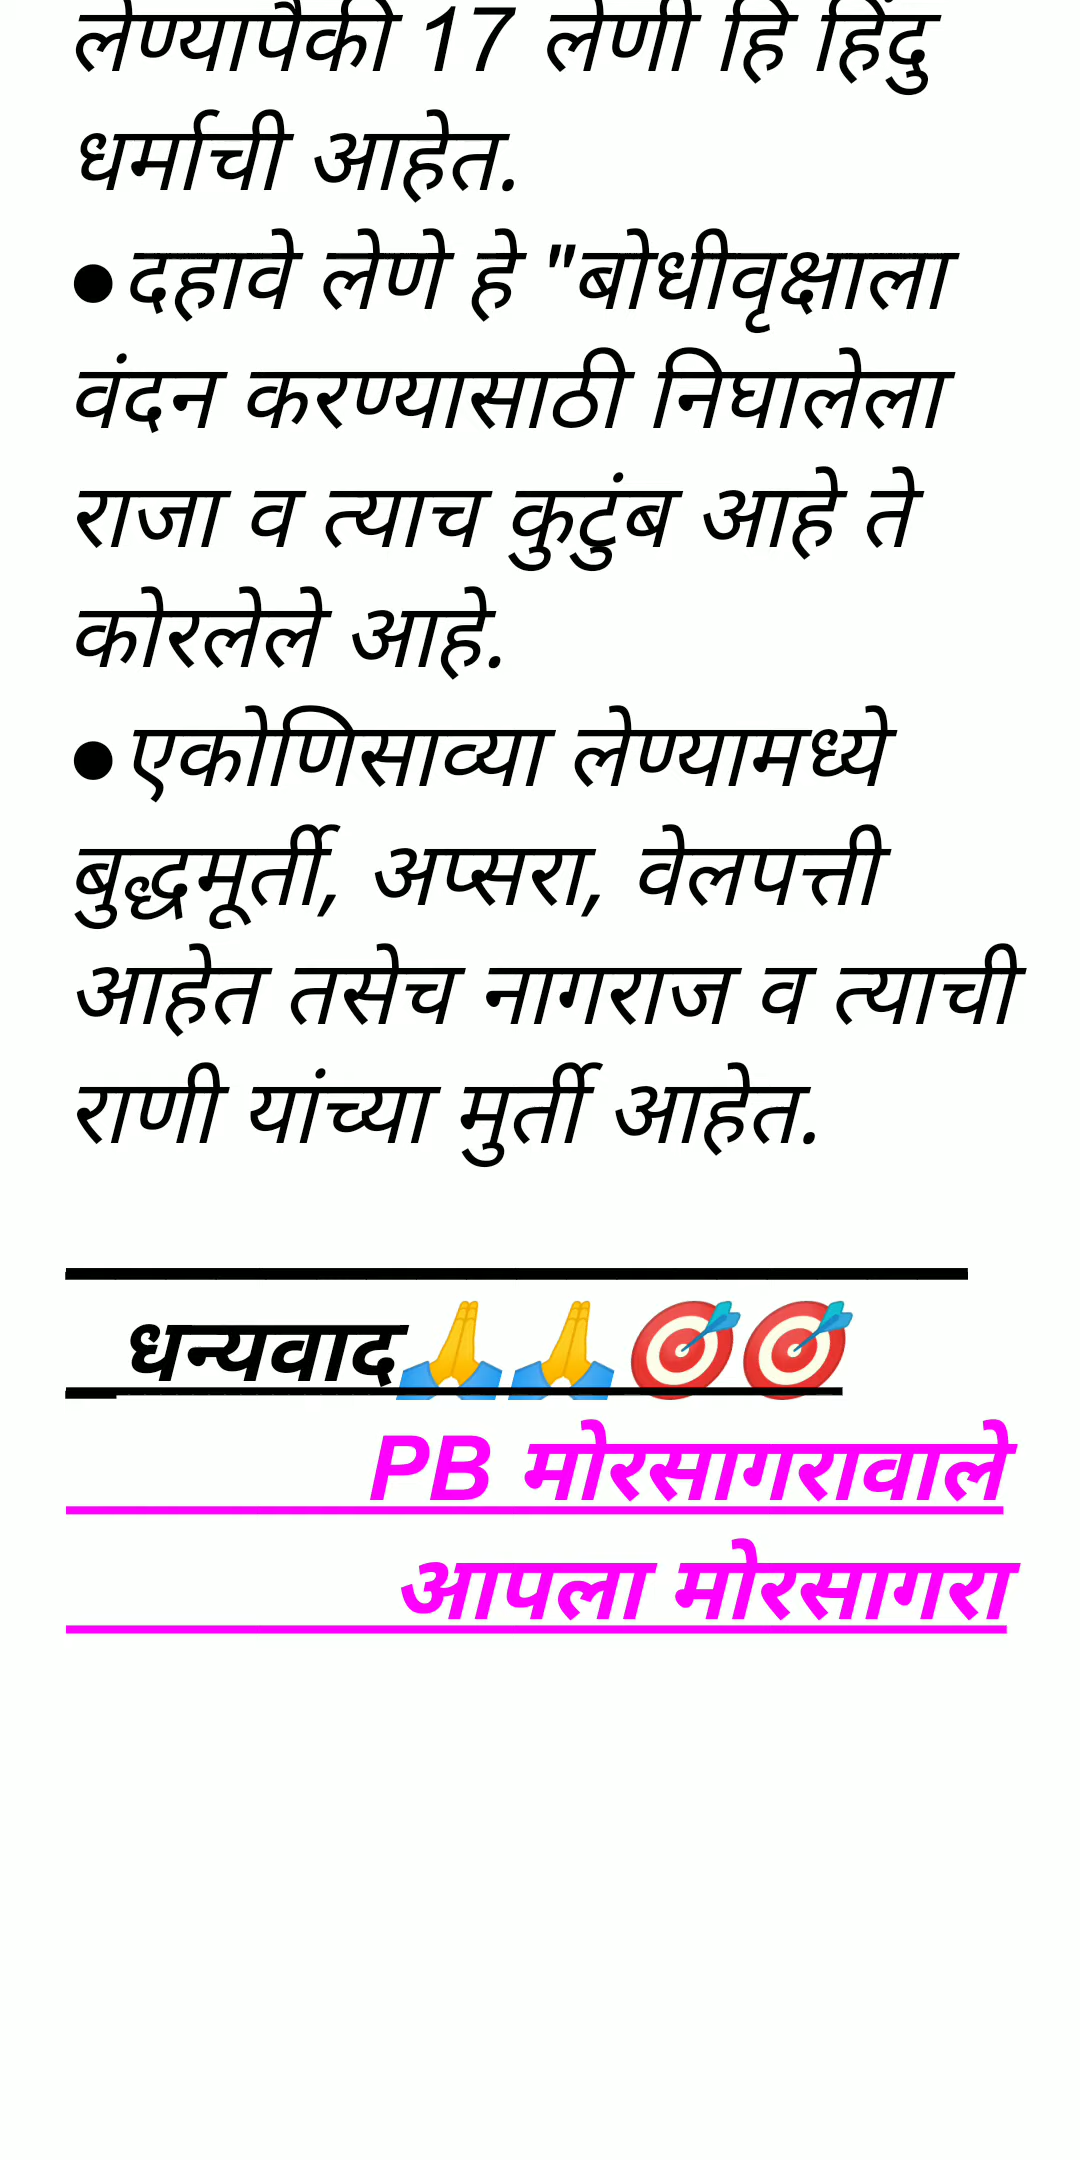 लेण्यापैकी 17 लेणी हि हिंदु
धर्माची आहेत.
●दहावे लेणे हे "बोधीवृक्षाला
वंदन करण्यासाठी निघालेला
राजा व त्याच कुटुंब आहे ते
कोरलेले आहे.
●एकोणिसाव्या लेण्यामध्ये
बुद्धमूर्ती, अप्सरा, वेलपत्ती
आहेत तसेच नागराज व त्याची
राणी यांच्या मुर्ती आहेत.
धन्यवाद🙏🙏🎯🎯
PB मोरसागरावाले
आपला मोरसागरा